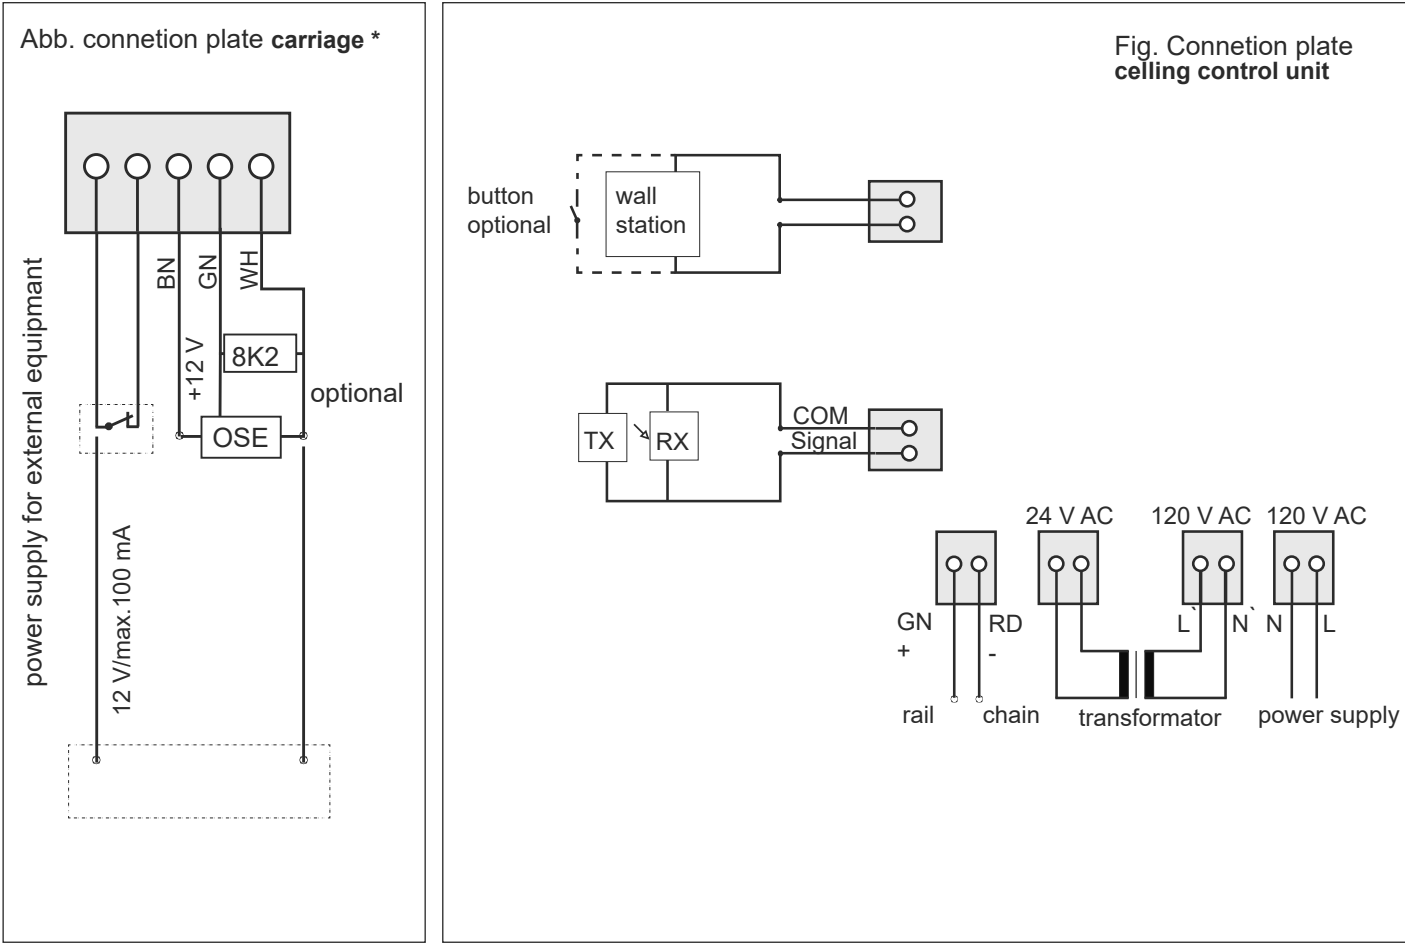 Abb. connetion plate carriage *
BN
GN
WH
+12 V
8K2
optional
OSE
power supply for external equipmant
12 V/max.100 mA
Fig. Connetion plate
celling control unit
button
optional
wall
station
TX
RX
COM
Signal
24 V AC
120 V AC
120 V AC
GN
RD
+
-
L`
N`
N
L
rail
chain
transformator
power supply